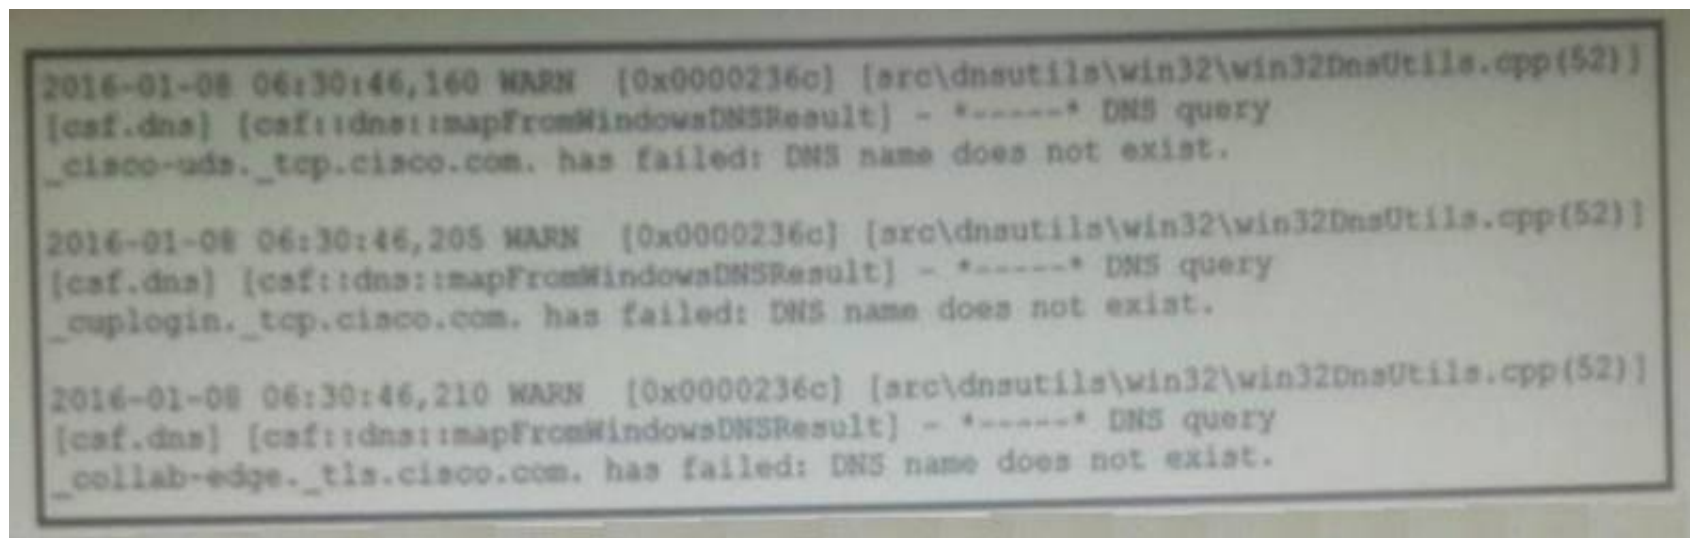 2016-01-08 06:30:46,160 WARN [0x0000236c] [src\dnsutils\win32\win32DnsUtils.cpp(52)]
[csf.dns] [csf::dns::mapFromWindowsDNSResult] - *-----* DNS query
_cisco-uds._tcp.cisco.com. has failed: DNS name does not exist.
2016-01-08 06:30:46,205 WARN [0x0000236c] [src\dnsutils\win32\win32DnsUtils.cpp(52)]
[csf.dns] [csf::dns::mapFromWindowsDNSResult] - *-----* DNS query
_cuplogin._tcp.cisco.com. has failed: DNS name does not exist.
2016-01-08 06:30:46,210 WARN [0x0000236c] [src\dnsutils\win32\win32DnsUtils.cpp(52)]
[csf.dns] [csf::dns::mapFromWindowsDNSResult] - *-----* DNS query
_collab-edge._tls.cisco.com. has failed: DNS name does not exist.